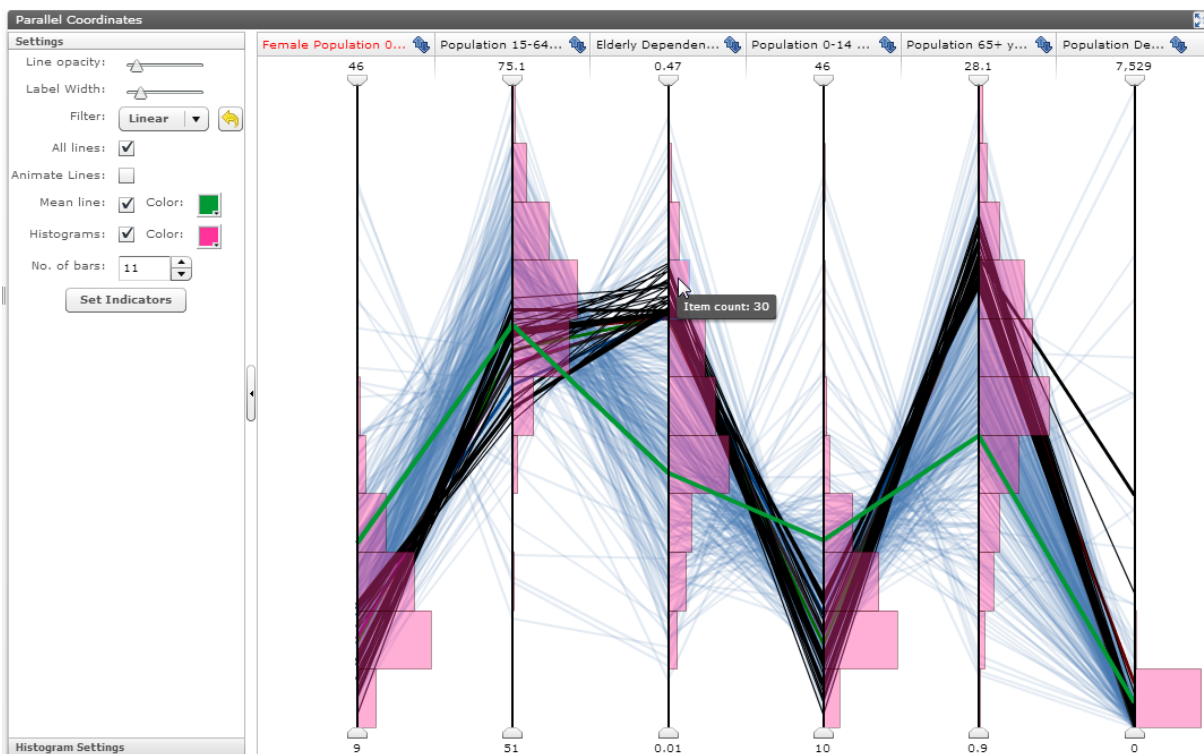 Parallel Coordinates
Settings
Line opacity:
Label Width:
Filter: Linear
All lines:
Animate Lines:
Mean line: Color:
Histograms: Color:
No. of bars: 11
Set Indicators
Histogram Settings
Female Population 0... Population 15-64... Elderly Dependen... Population 0-14 ... Population 65+ y... Population De...
46 75.1 0.47 46 28.1 7,529
Item count: 30
9 51 0.01 10 0.9 0